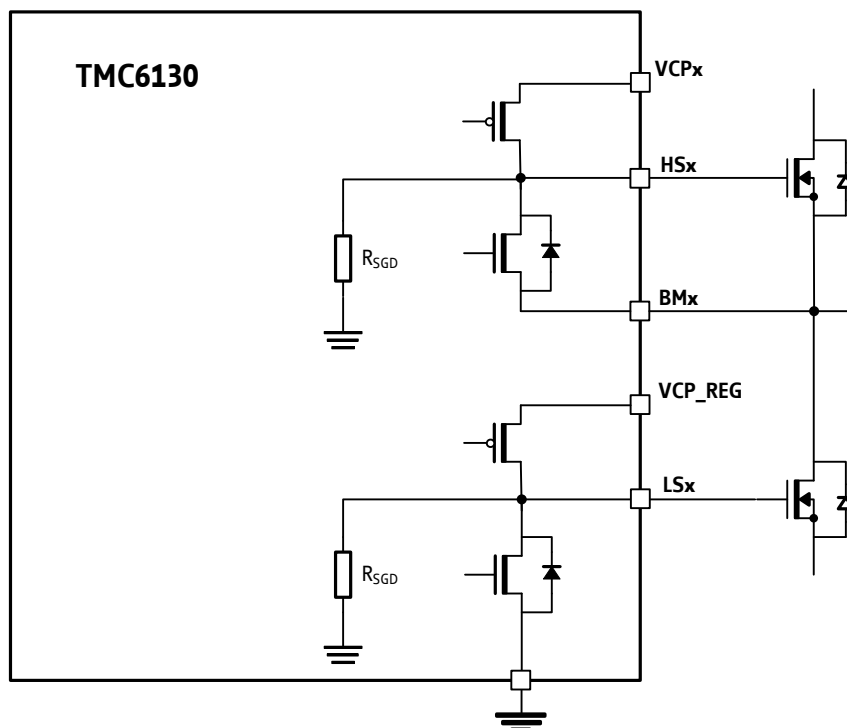 TMC6130
VCPx
HSx
RSGD
BMx
VCP_REG
LSx
RSGD